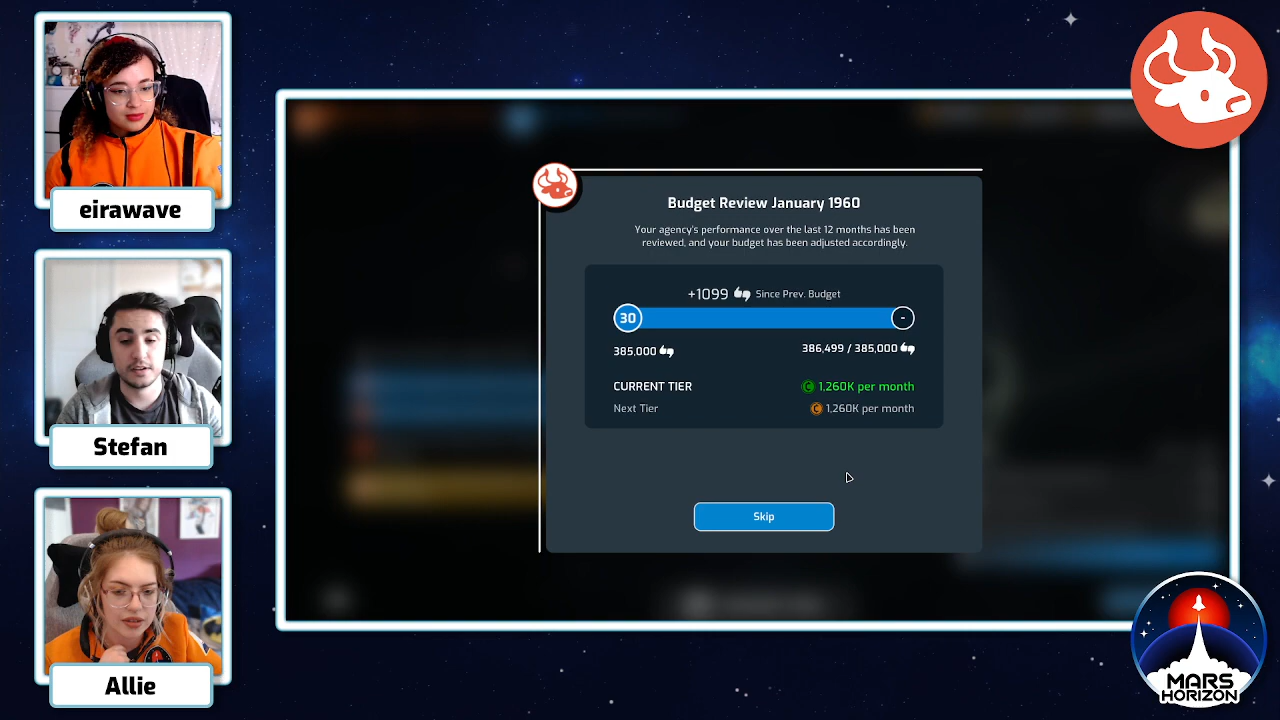 eirawave
Stefan
Allie
Budget Review January 1960
Your agency's performance over the last 12 months has been
reviewed, and your budget has been adjusted accordingly.
+1099 Since Prev. Budget
30 -
385,000 386,499 / 385,000
CURRENT TIER 1,260K per month
Next Tier 1,260K per month
Skip
MARS
HORIZON